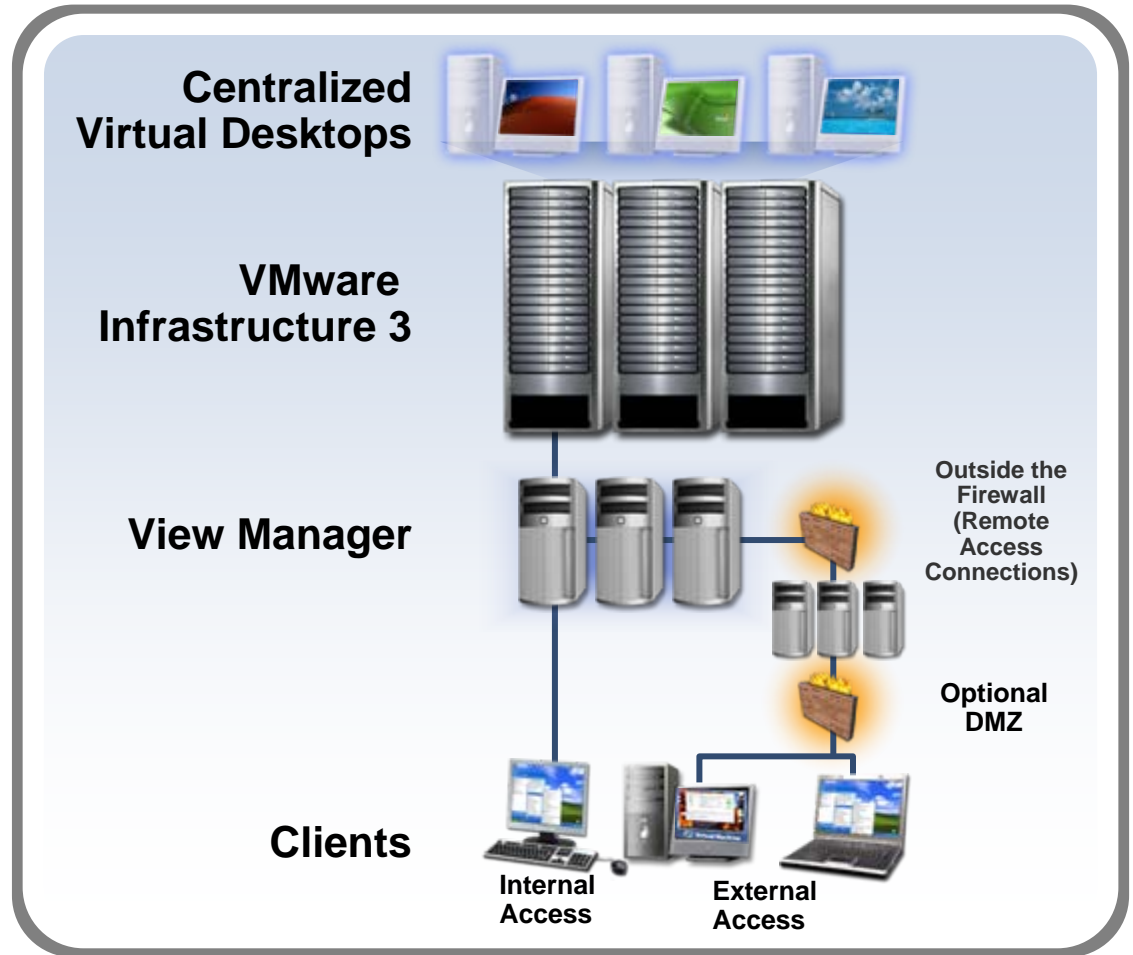 Centralized
Virtual Desktops
VMware
Infrastructure 3
View Manager
Outside the
Firewall
(Remote
Access
Connections)
Optional
DMZ
Clients
Internal
Access
External
Access